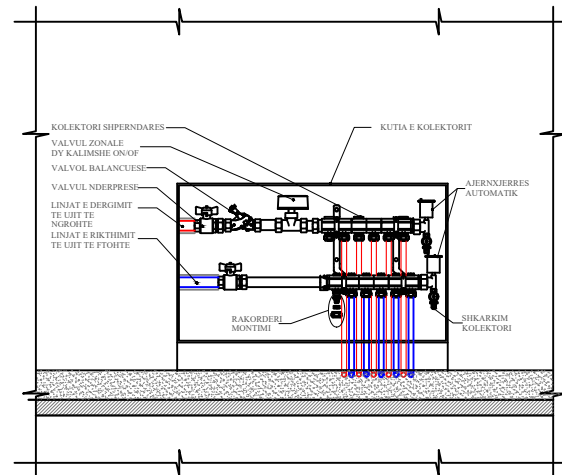 KOLEKTORI SHPERNDARES
VALVUL ZONALE
DY KALIMSHE ON/OF
VALVOL BALANCUESE
VALVUL NDERPRESE
LINJAT E DERGIMIT
TE UJIT TE
NGROHTE
LINJAT E RIKTHIMIT
TE UJIT TE FTOHTE
KUTIA E KOLEKTORIT
AJERNXJERRES
AUTOMATIK
RAKORDERI
MONTIMI
SHKARKIM
KOLEKTORI